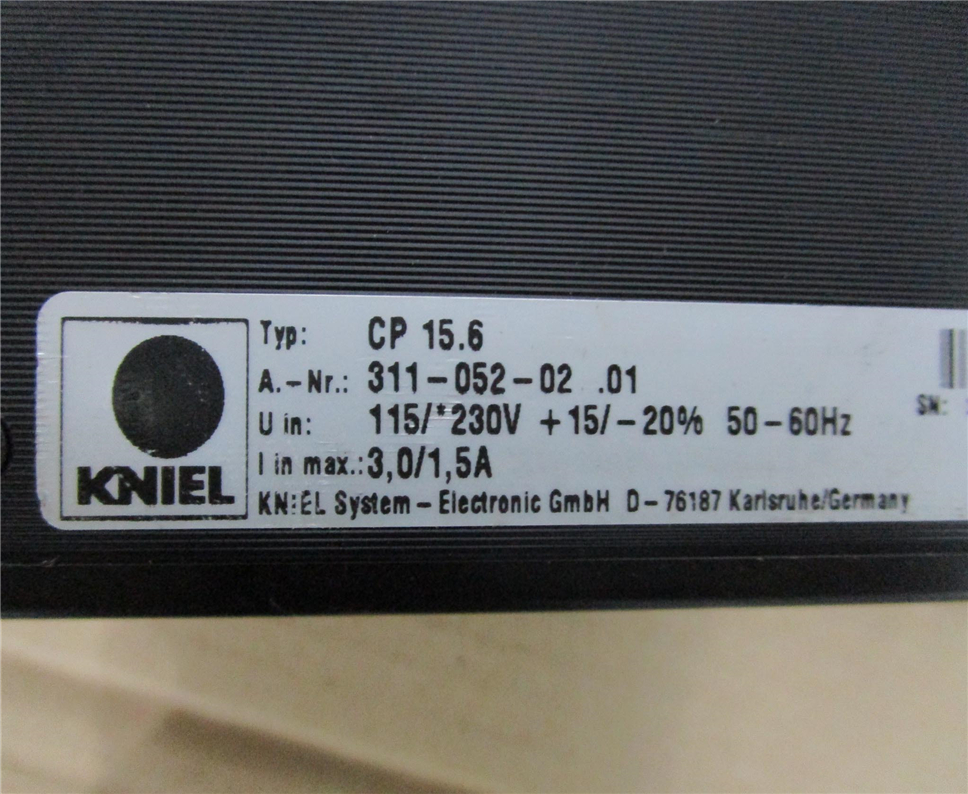 KNIEL
Typ: CP 15.6
A.-Nr.: 311-052-02 .01
U in: 115/*230V +15/-20% 50-60Hz
I in max.: 3,0/1,5A
KNIEL System-Electronic GmbH D-76187 Karlsruhe/Germany
SN: